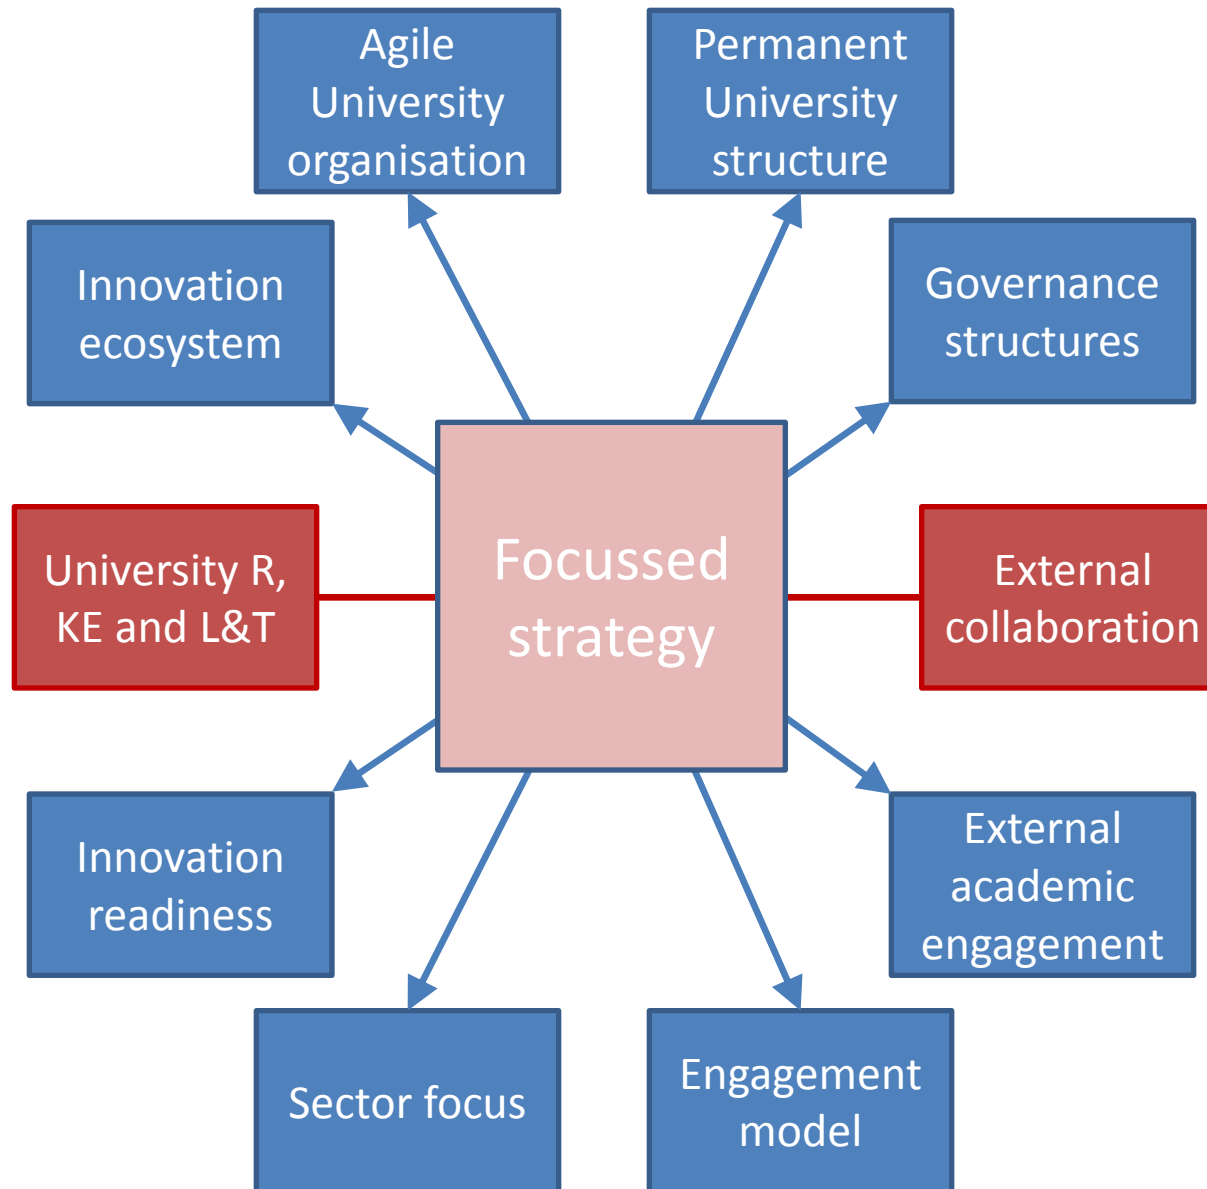 Agile
University
organisation
Permanent
University
structure
Innovation
ecosystem
Governance
structures
University R,
KE and L&T
Focussed
strategy
External
collaboration
Innovation
readiness
External
academic
engagement
Sector focus
Engagement
model